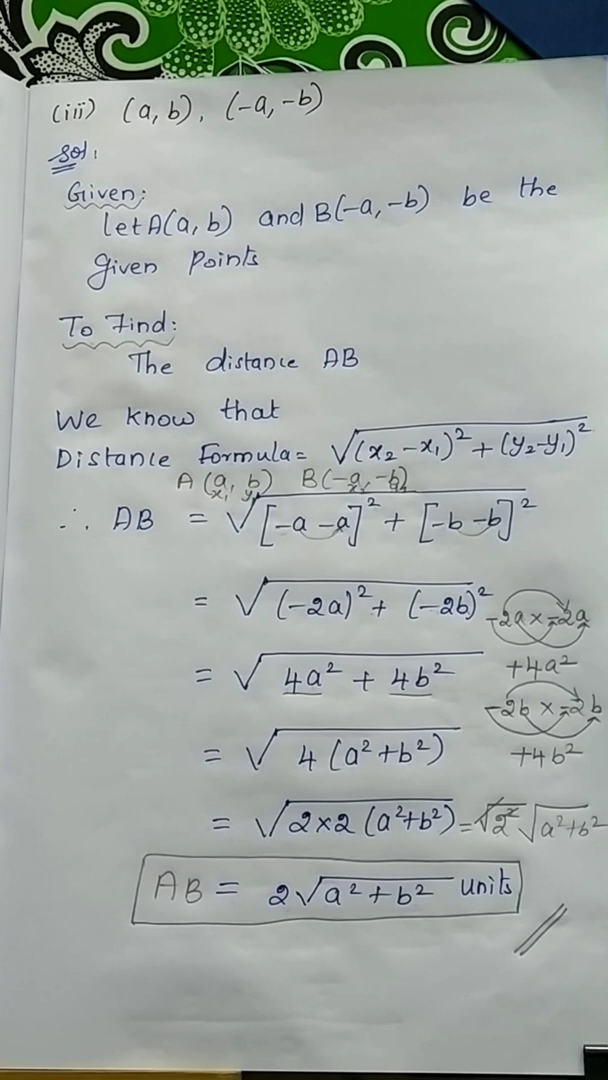 (iii) (a, b), (-a, -b)
Sol:
Given:
let A(a, b) and B(-a, -b) be the
given points
To Find:
The distance AB
We know that
Distance Formula = √(x₂-x₁)² + (y₂-y₁)²
A (a, b) B(-a, -b)
x₁ y₁
∴ AB = √[-a -a]² + [-b -b]²
= √(-2a)² + (-2b)² -2a × -2a
= √4a² + 4b² +4a²
-2b × -2b
= √4 (a²+b²) +4b²
= √2×2 (a²+b²) = √2² √a²+b²
AB = 2√a²+b² units